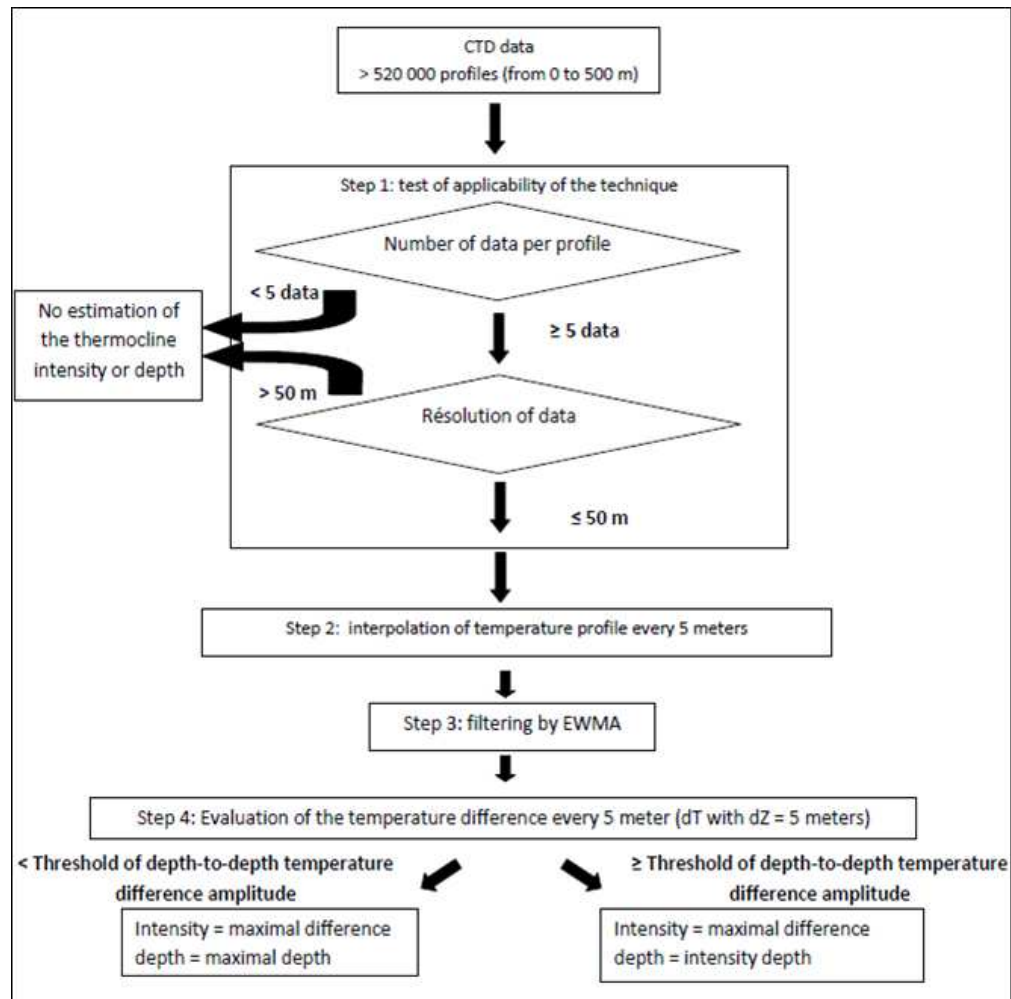 CTD data
> 520 000 profiles (from 0 to 500 m)
Step 1: test of applicability of the technique
Number of data per profile
< 5 data
No estimation of
the thermocline
intensity or depth
≥ 5 data
> 50 m
Résolution of data
≤ 50 m
Step 2: interpolation of temperature profile every 5 meters
Step 3: filtering by EWMA
Step 4: Evaluation of the temperature difference every 5 meter (dT with dZ = 5 meters)
< Threshold of depth-to-depth temperature
difference amplitude
Intensity = maximal difference
depth = maximal depth
≥ Threshold of depth-to-depth temperature
difference amplitude
Intensity = maximal difference
depth = intensity depth